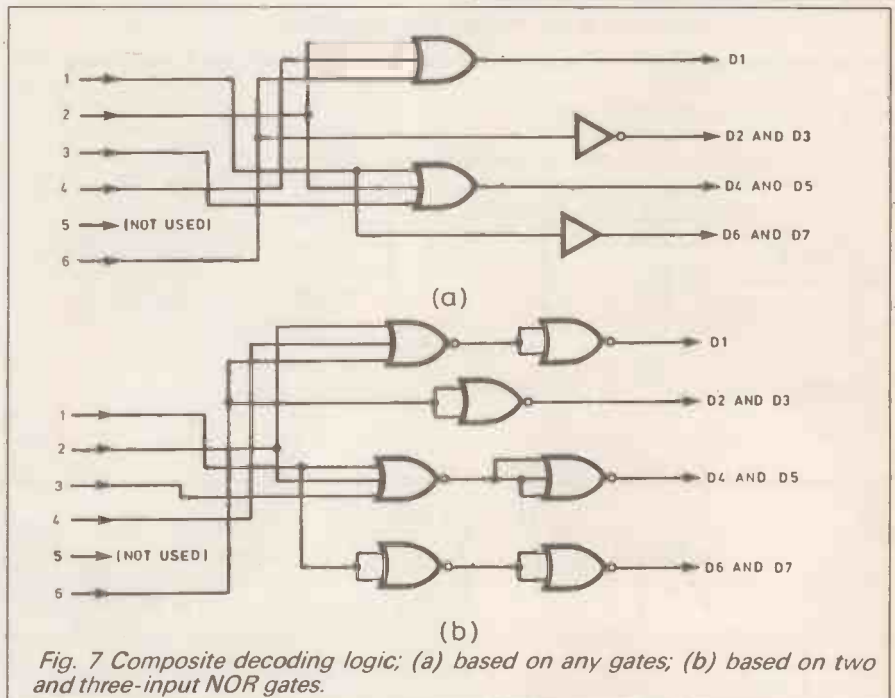 D1
1
2
D2 AND D3
3
4
D4 AND D5
5 (NOT USED)
D6 AND D7
6
(a)
D1
D2 AND D3
1
2
3
D4 AND D5
4
5 (NOT USED)
D6 AND D7
6
(b)
Fig. 7 Composite decoding logic; (a) based on any gates; (b) based on two
and three-input NOR gates.